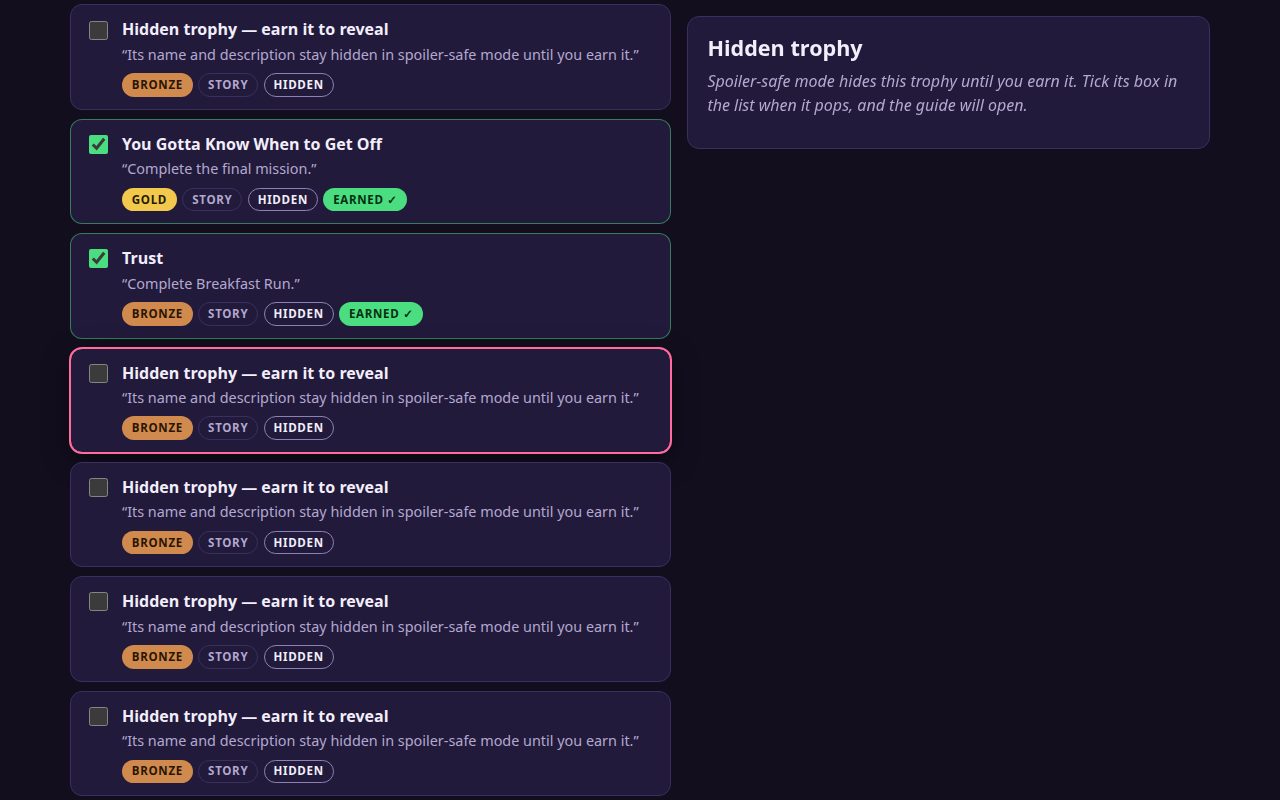 Hidden trophy — earn it to reveal
“Its name and description stay hidden in spoiler-safe mode until you earn it.”
BRONZE STORY HIDDEN
You Gotta Know When to Get Off
“Complete the final mission.”
GOLD STORY HIDDEN EARNED ✓
Trust
“Complete Breakfast Run.”
BRONZE STORY HIDDEN EARNED ✓
Hidden trophy — earn it to reveal
“Its name and description stay hidden in spoiler-safe mode until you earn it.”
BRONZE STORY HIDDEN
Hidden trophy — earn it to reveal
“Its name and description stay hidden in spoiler-safe mode until you earn it.”
BRONZE STORY HIDDEN
Hidden trophy — earn it to reveal
“Its name and description stay hidden in spoiler-safe mode until you earn it.”
BRONZE STORY HIDDEN
Hidden trophy — earn it to reveal
“Its name and description stay hidden in spoiler-safe mode until you earn it.”
BRONZE STORY HIDDEN
Hidden trophy
Spoiler-safe mode hides this trophy until you earn it. Tick its box in
the list when it pops, and the guide will open.